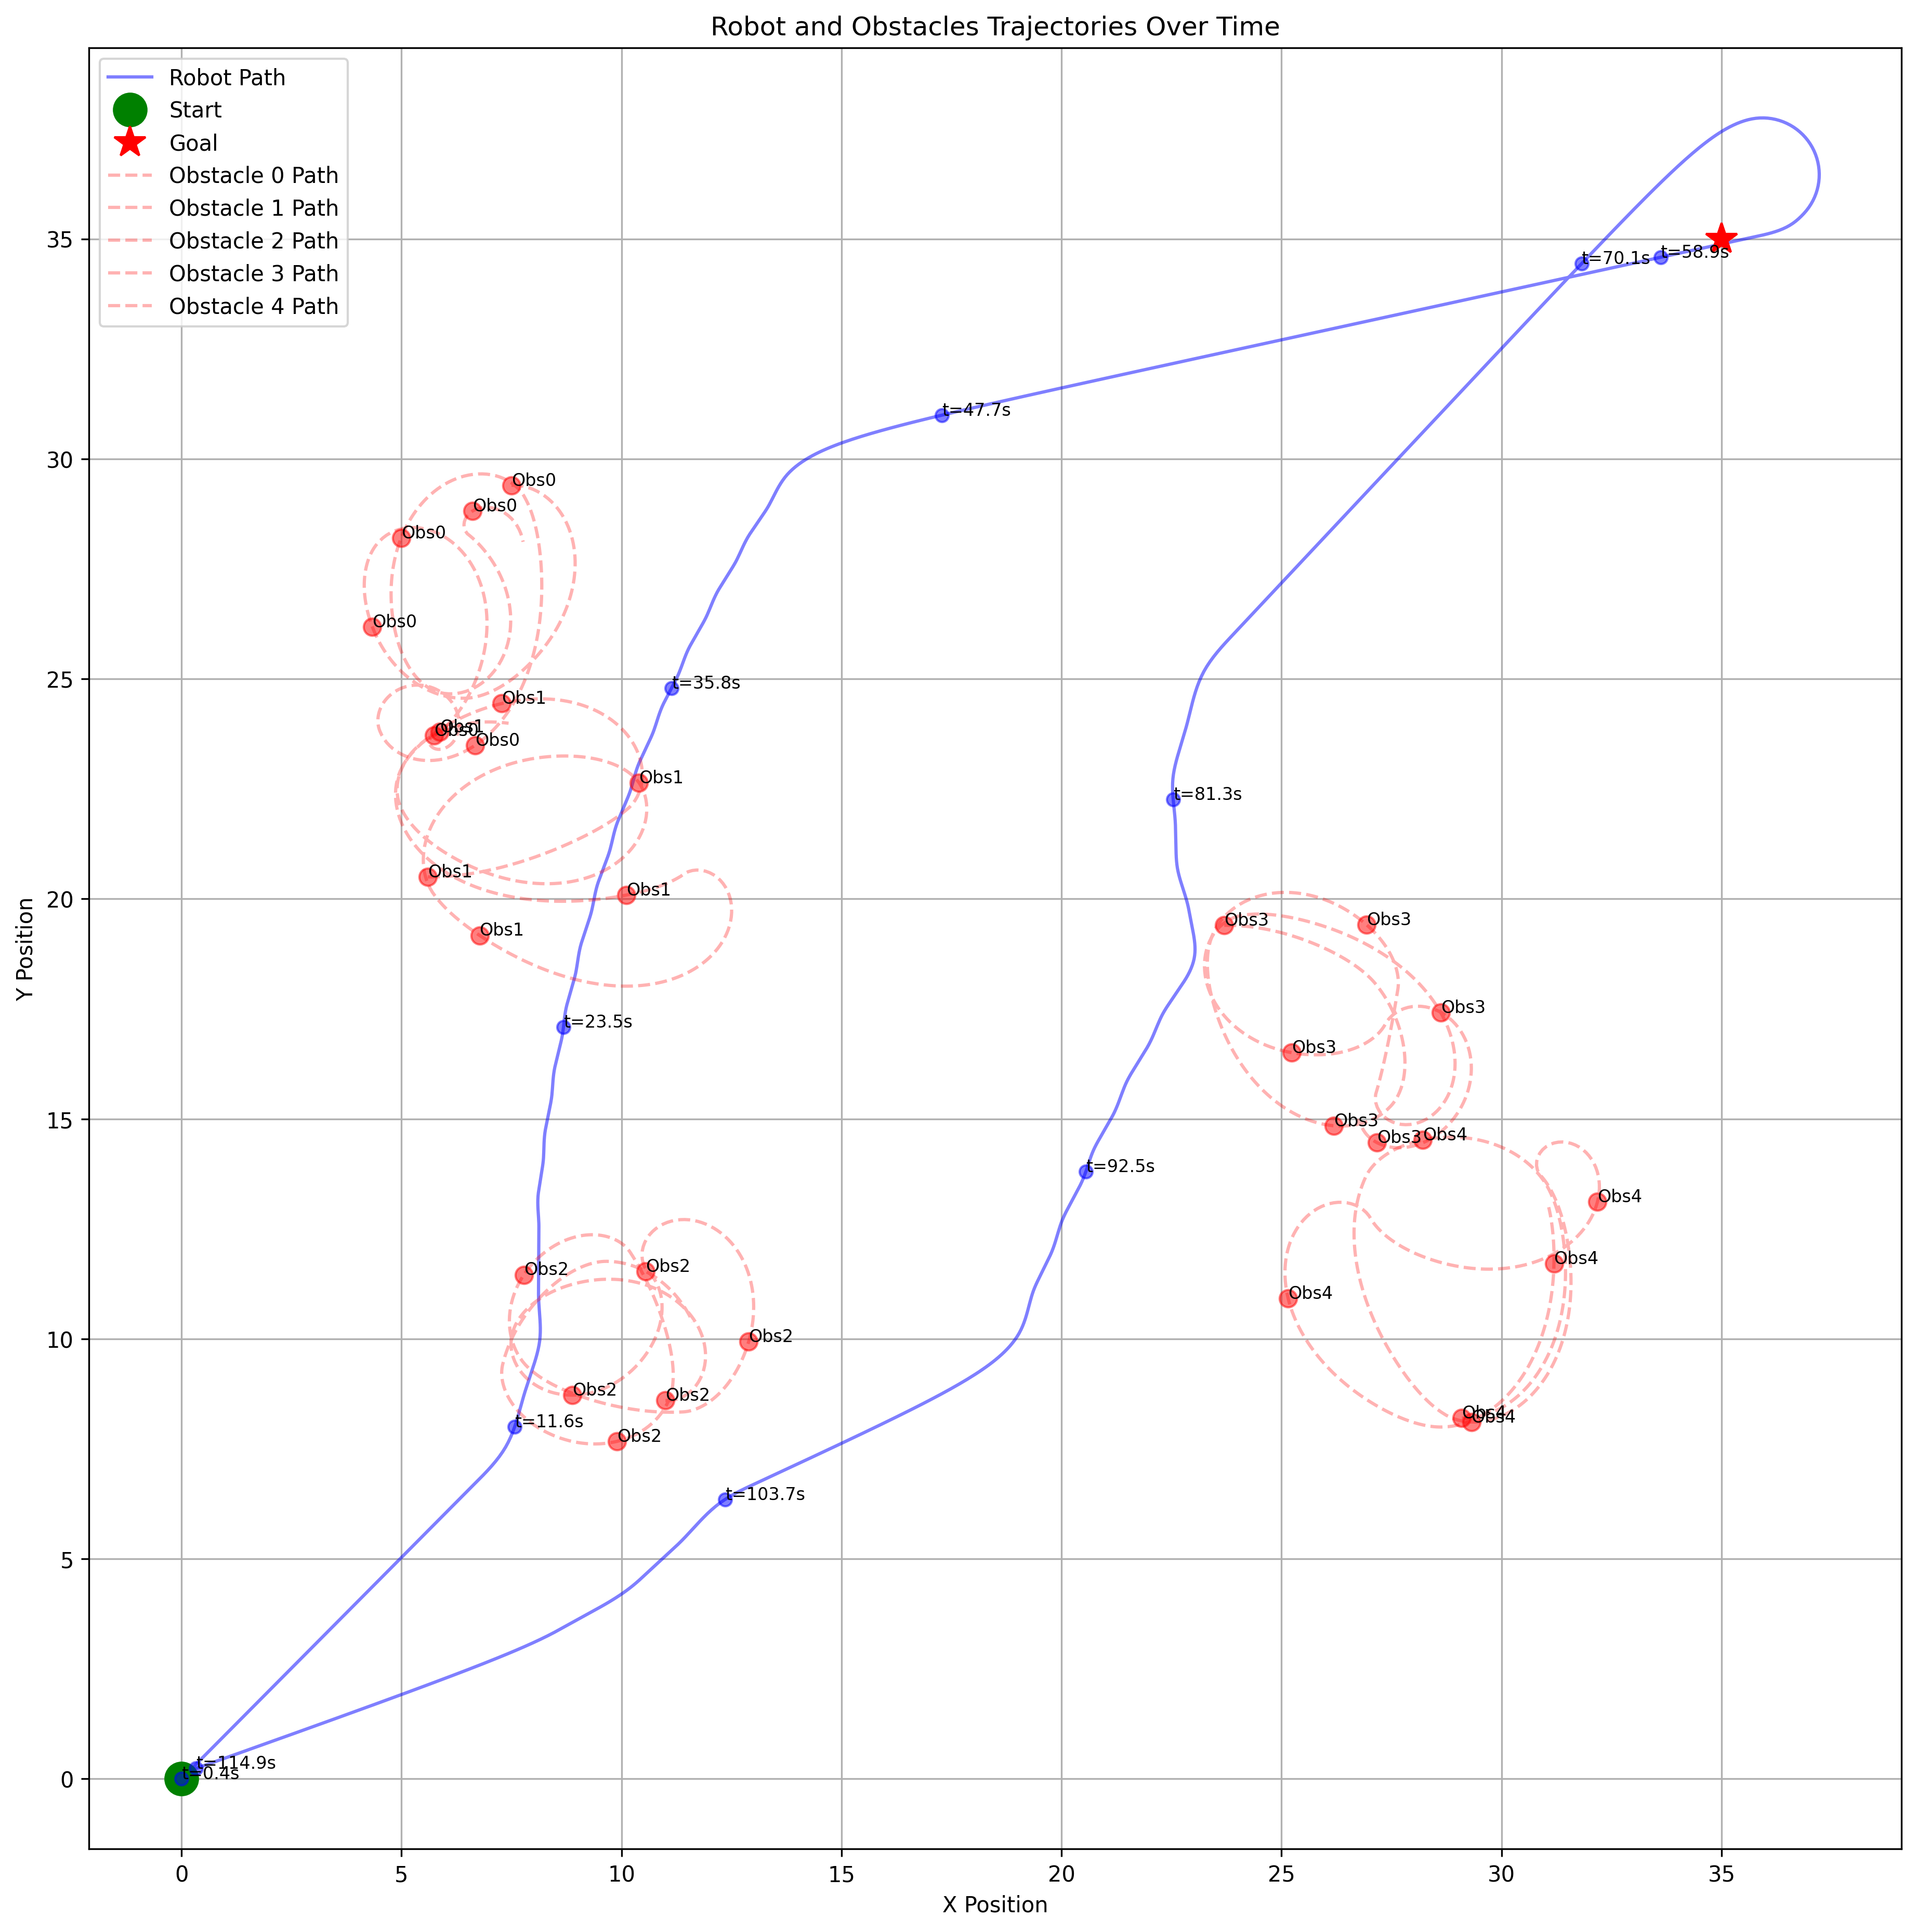 Robot and Obstacles Trajectories Over Time
Robot Path
Start
Goal
Obstacle 0 Path
Obstacle 1 Path
Obstacle 2 Path
Obstacle 3 Path
Obstacle 4 Path
35
30
25
20
15
10
5
0
Y Position
t=70.1s
t=58.9s
t=47.7s
Obs0
Obs0
Obs0
Obs0
t=35.8s
Obs1
Obs1
Obs0
Obs0
Obs1
t=81.3s
Obs1
Obs1
Obs1
Obs3
Obs3
t=23.5s
Obs3
Obs3
Obs3
Obs3
Obs4
t=92.5s
Obs4
Obs2
Obs2
Obs4
Obs4
Obs2
Obs2
Obs2
t=11.6s
Obs2
Obs4
Obs4
t=103.7s
t=114.9s
t=0.4s
0
5
10
15
20
25
30
35
X Position